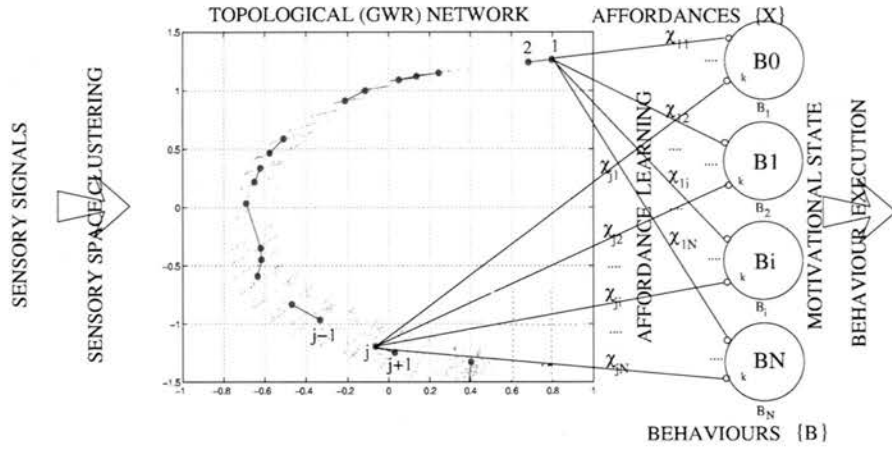 TOPOLOGICAL (GWR) NETWORK
AFFORDANCES {X}
SENSORY SIGNALS
SENSORY SPACE CLUSTERING
AFFORDANCE LEARNING
MOTIVATIONAL STATE
BEHAVIOUR EXECUTION
1.5
1
0.5
0
−0.5
−1
−1.5
−1 −0.8 −0.6 −0.4 −0.2 0 0.2 0.4 0.6 0.8 1
2 1
j−1
j
j+1
χ11
χ12
χ1i
χ1N
χj1
χj2
χji
χjN
....
....
....
....
....
....
....
....
B0
k
B1
B1
k
B2
Bi
k
Bi
BN
k
BN
BEHAVIOURS {B}